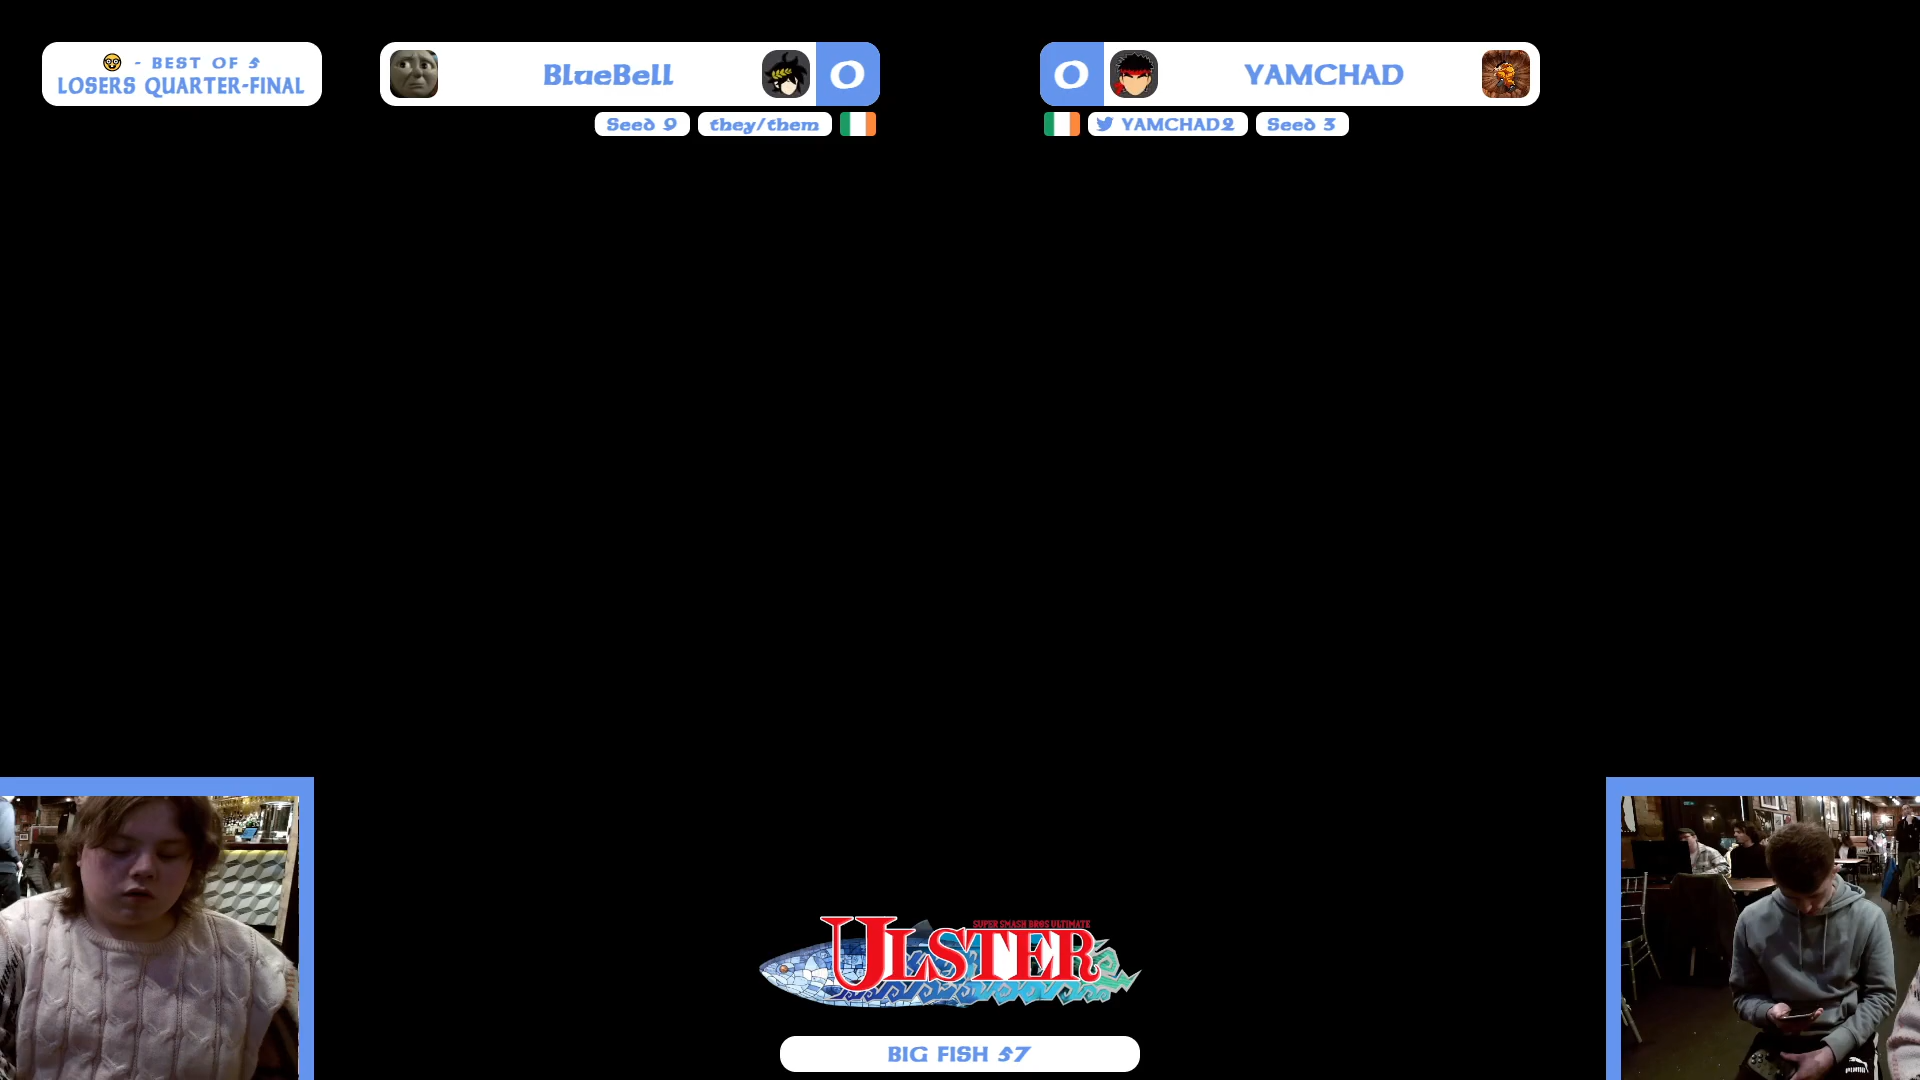 - BEST OF 5
LOSERS QUARTER-FINAL
BlueBell
0
0
YAMCHAD
Seed 9
they/them
YAMCHAD2
Seed 3
SUPER SMASH BROS ULTIMATE
ULSTER
BIG FISH 57
PUMA